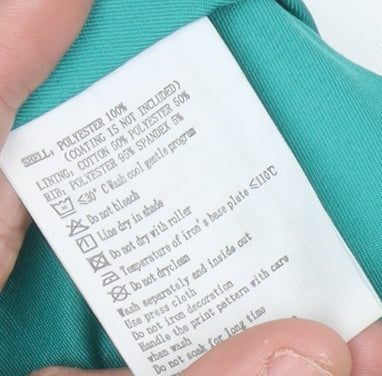 SHELL: POLYESTER 100%
(COATING IS NOT INCLUDED)
LINING: COTTON 50% POLYESTER 50%
RIB: POLYESTER 95% SPANDEX 5%
≤30° C Wash cool gentle program
Do not bleach
Line dry in shade
Do not dry with roller
Temperature of iron's base plate ≤110℃
Do not dryclean
Wash separately and inside out
Use press cloth
Do not iron decoration
Handle the print pattern with care
when wash
Do not soak for long time